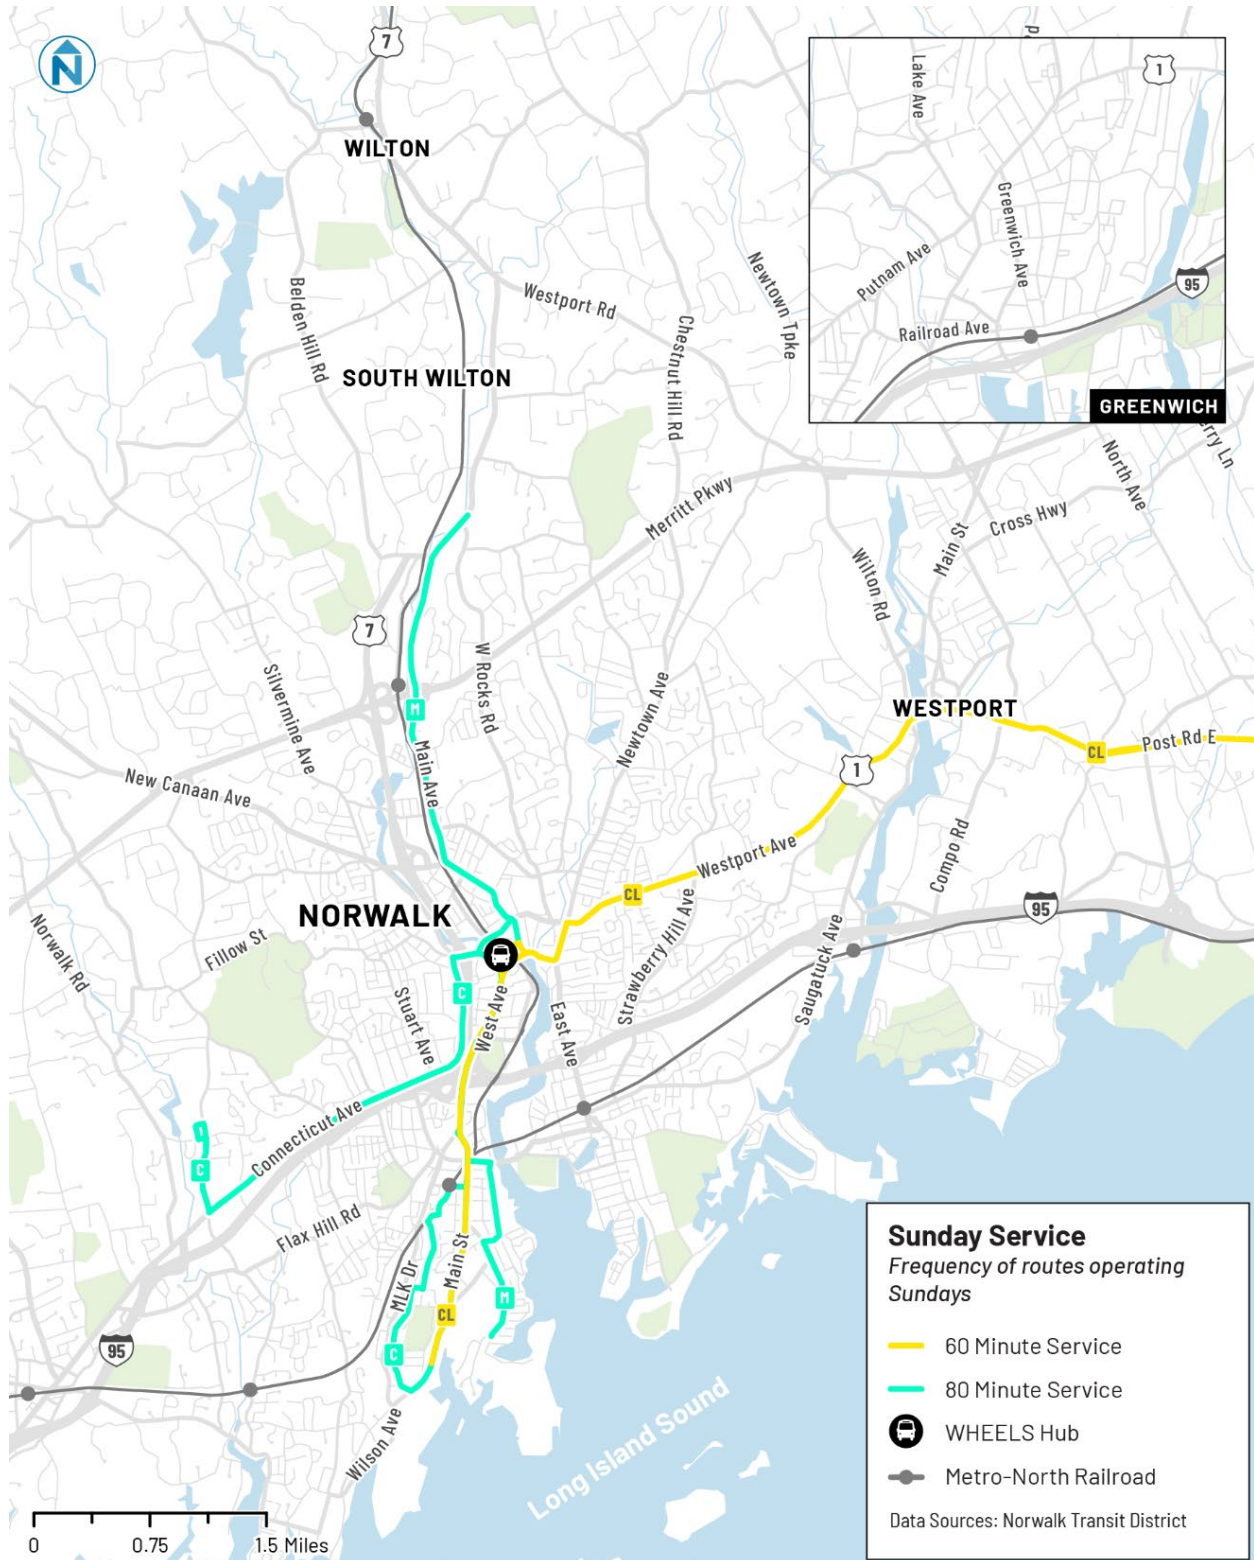 N
7
WILTON
Lake Ave
1
Greenwich Ave
Putnam Ave
95
Railroad Ave
GREENWICH
Belden Hill Rd
Westport Rd
Newtown Tpke
Chestnut Hill Rd
SOUTH WILTON
North Ave
Merritt Pkwy
Cross Hwy
Main St
Wilton Rd
7
W Rocks Rd
Silvermine Ave
Newtown Ave
M
WESTPORT
Main Ave
CL
Post Rd E
1
New Canaan Ave
Westport Ave
Compo Rd
CL
NORWALK
95
Norwalk Rd
Fillow St
Strawberry Hill Ave
Saugatuck Ave
C
Stuart Ave
West Ave
East Ave
Connecticut Ave
C
Flax Hill Rd
MLK Dr
Main St
M
CL
C
95
Wilson Ave
Long Island Sound
Sunday Service
Frequency of routes operating
Sundays
60 Minute Service
80 Minute Service
WHEELS Hub
Metro-North Railroad
Data Sources: Norwalk Transit District
0 0.75 1.5 Miles